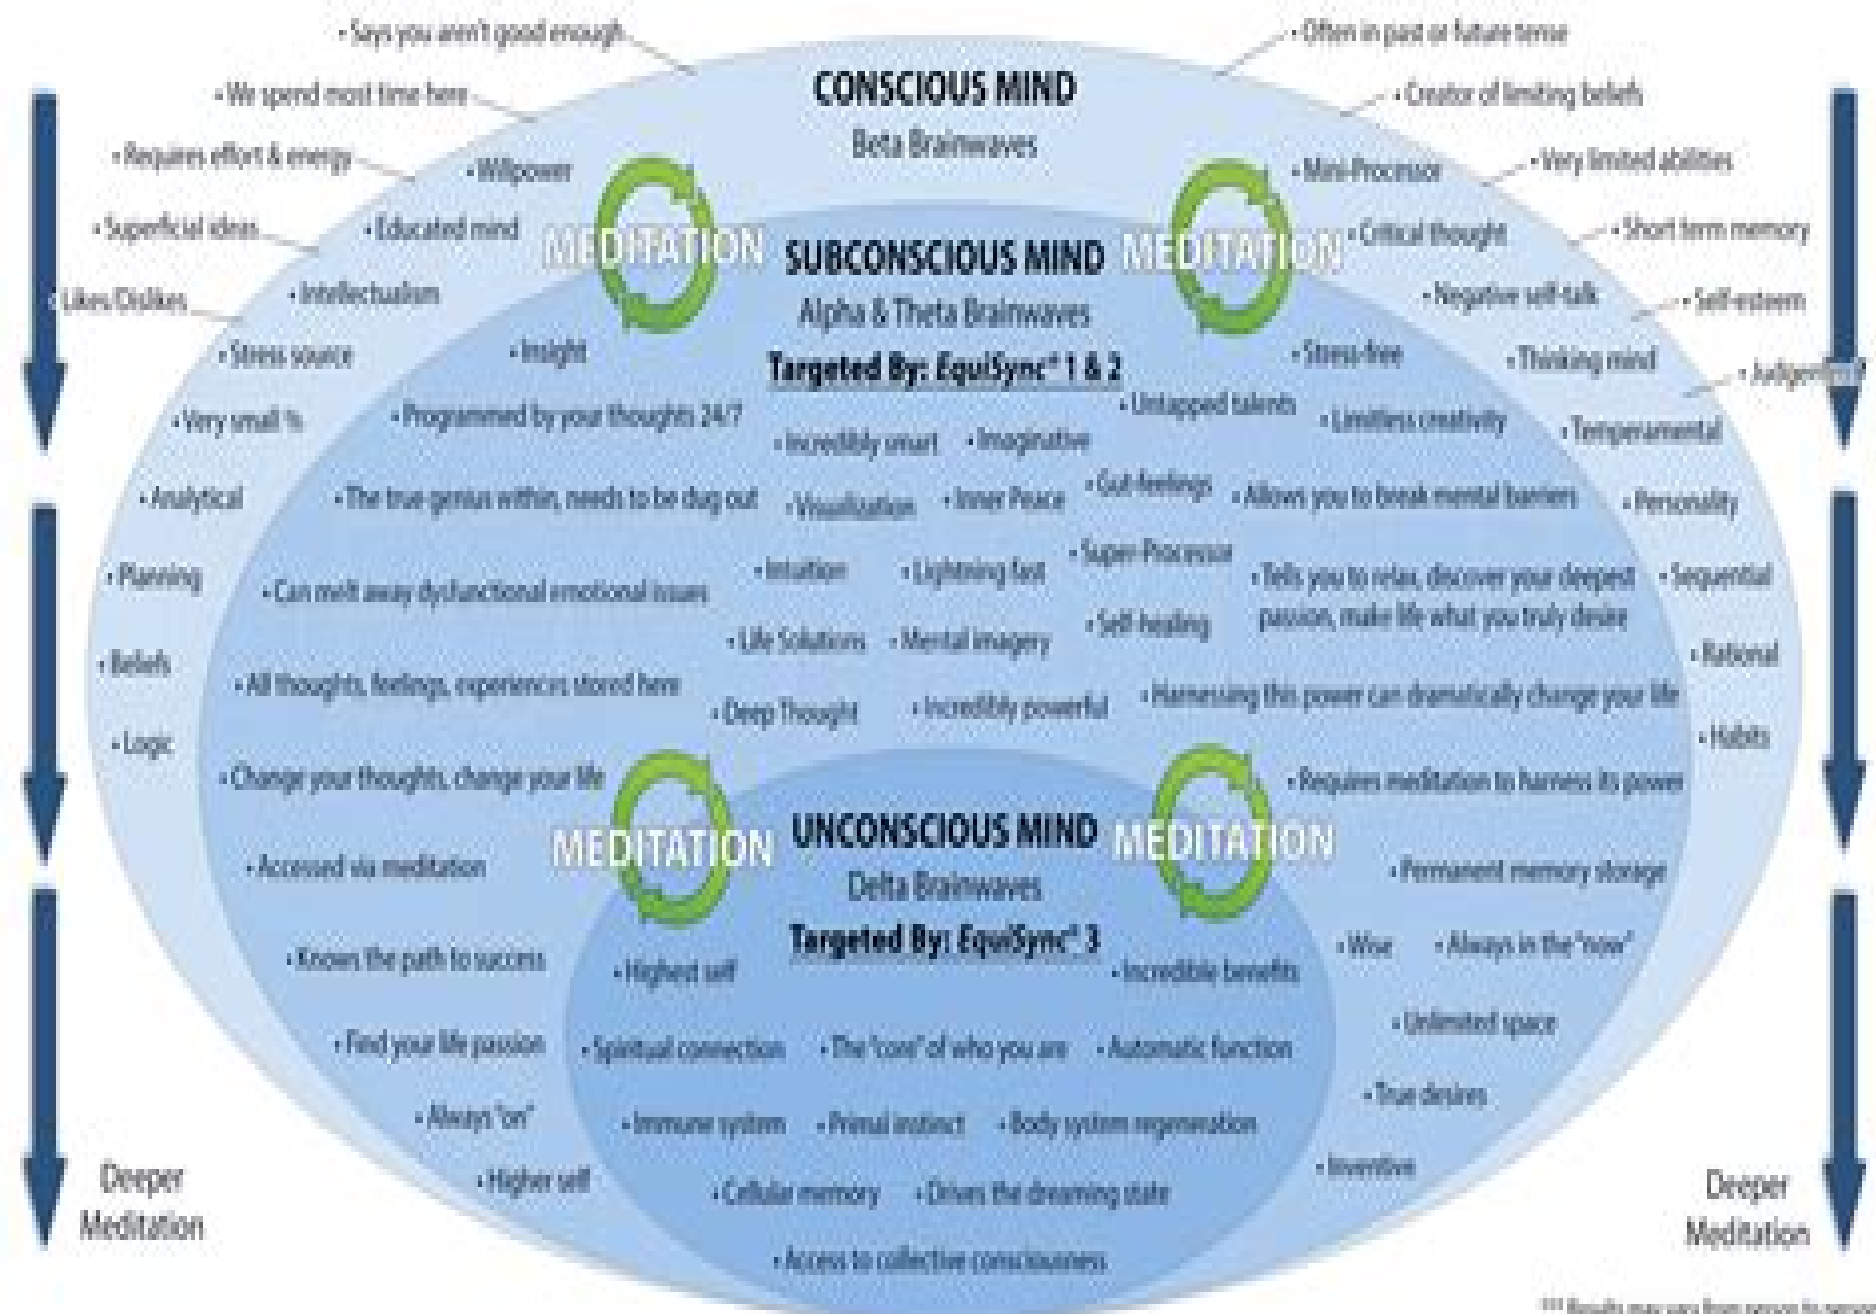 • Says you aren't good enough
• Often in past or future tense
CONSCIOUS MIND
• We spend most time here
• Creator of limiting beliefs
Beta Brainwaves
• Requires effort & energy
• Willpower
• Mini-Processor
• Very limited abilities
• Superficial ideas
• Educated mind
MEDITATION
SUBCONSCIOUS MIND
MEDITATION
• Critical thought
• Short term memory
• Likes/Dislikes
• Intellectualism
Alpha & Theta Brainwaves
• Negative self-talk
• Self-esteem
• Stress source
• Insight
Targeted By: EquiSync® 1 & 2
• Stress-free
• Thinking mind
• Very small %
• Programmed by your thoughts 24/7
• Incredibly smart
• Imaginative
• Untapped talents
• Limitless creativity
• Temperamental
• Analytical
• The true genius within, needs to be dug out
• Visualization
• Inner Peace
• Gut-feelings
• Allows you to break mental barriers
• Personality
• Planning
• Can melt away dysfunctional emotional issues
• Intuition
• Lightning fast
• Super-Processor
• Tells you to relax, discover your deepest
passion, make life what you truly desire
• Sequential
• Beliefs
• All thoughts, feelings, experiences stored here
• Life Solutions
• Mental imagery
• Self-healing
• Rational
• Deep Thought
• Incredibly powerful
• Harnessing this power can dramatically change your life
• Logic
• Habits
• Change your thoughts, change your life
• Requires meditation to harness its power
MEDITATION
UNCONSCIOUS MIND
MEDITATION
• Accessed via meditation
Delta Brainwaves
• Permanent memory storage
Targeted By: EquiSync® 3
• Knows the path to success
• Highest self
• Incredible benefits
• Wise
• Always in the "now"
• Find your life passion
• Spiritual connection
• The "core" of who you are
• Automatic function
• Unlimited space
• Always "on"
• Immune system
• Primal instinct
• Body system regeneration
• True desires
Deeper
Meditation
• Higher self
• Cellular memory
• Drives the dreaming state
• Inventive
Deeper
Meditation
• Access to collective consciousness